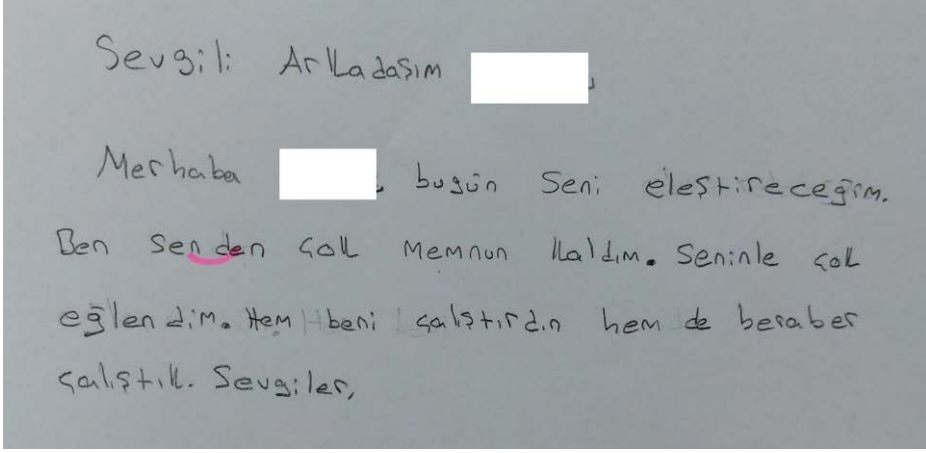 Sevgili Arkadaşım ,
Merhaba , bugün Seni eleştireceğim.
Ben Senden çok memnun kaldım. Seninle çok
eğlendim. Hem beni çalıştırdın hem de beraber
çalıştık. Sevgiler,